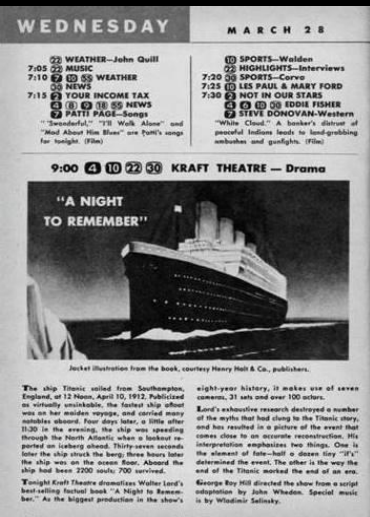 WEDNESDAY
MARCH 28
22 WEATHER—John Quill
7:05 22 MUSIC
7:10 7 10 55 WEATHER
30 NEWS
7:15 3 YOUR INCOME TAX
4 8 9 18 55 NEWS
7 PATTI PAGE—Songs
"'Swonderful," "I'll Walk Alone" and
"Mad About Him Blues" are Patti's songs
for tonight. (Film)
10 SPORTS—Walden
22 HIGHLIGHTS—Interviews
7:20 30 SPORTS—Corvo
7:25 10 LES PAUL & MARY FORD
7:30 3 NOT IN OUR STARS
4 6 10 30 EDDIE FISHER
7 STEVE DONOVAN-Western
"White Cloud." A banker's distrust of
peaceful Indians leads to land-grabbing
ambushes and gunfights. (Film)
9:00 4 10 22 30 KRAFT THEATRE — Drama
"A NIGHT
TO REMEMBER"
Jacket illustration from the book, courtesy Henry Holt & Co., publishers.
The ship Titanic sailed from Southampton,
England, at 12 Noon, April 10, 1912. Publicized
as virtually unsinkable, the fastest ship afloat
was on her maiden voyage, and carried many
notables aboard. Four days later, a little after
11:30 in the evening, the ship was speeding
through the North Atlantic when a lookout re-
ported an iceberg ahead. Thirty-seven seconds
later the ship struck the berg; three hours later
the ship was on the ocean floor. Aboard the
ship had been 2200 souls; 700 survived.
Tonight Kraft Theatre dramatizes Walter Lord's
best-selling factual book "A Night to Remem-
ber." As the biggest production in the show's
eight-year history, it makes use of seven
cameras, 31 sets and over 100 actors.
Lord's exhaustive research destroyed a number
of the myths that had clung to the Titanic story,
and has resulted in a picture of the event that
comes close to an accurate reconstruction. His
interpretation emphasizes two things. One is
the element of fate—half a dozen tiny "if's"
determined the event. The other is the way the
end of the Titanic marked the end of an era.
George Roy Hill directed the show from a script
adaptation by John Whedon. Special music
is by Wladimir Selinsky.